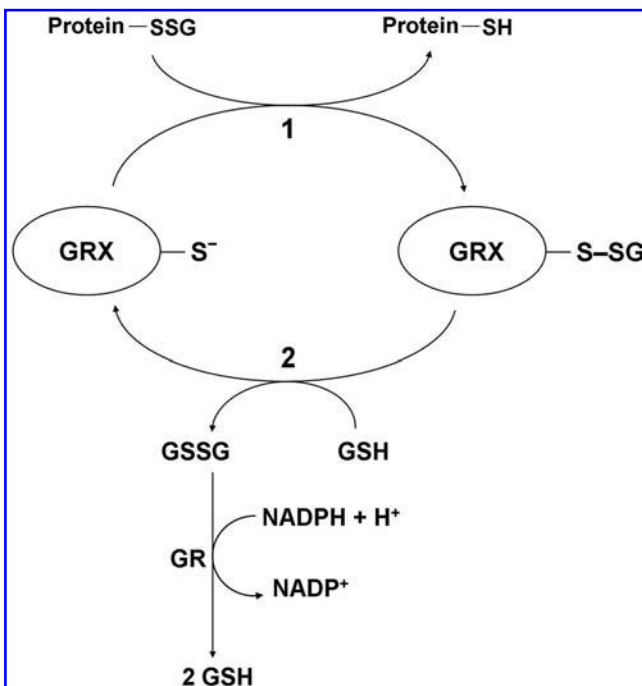 Protein—SSG
Protein—SH
1
GRX—S⁻
GRX—S–SG
2
GSSG
GSH
NADPH + H⁺
GR
NADP⁺
2 GSH